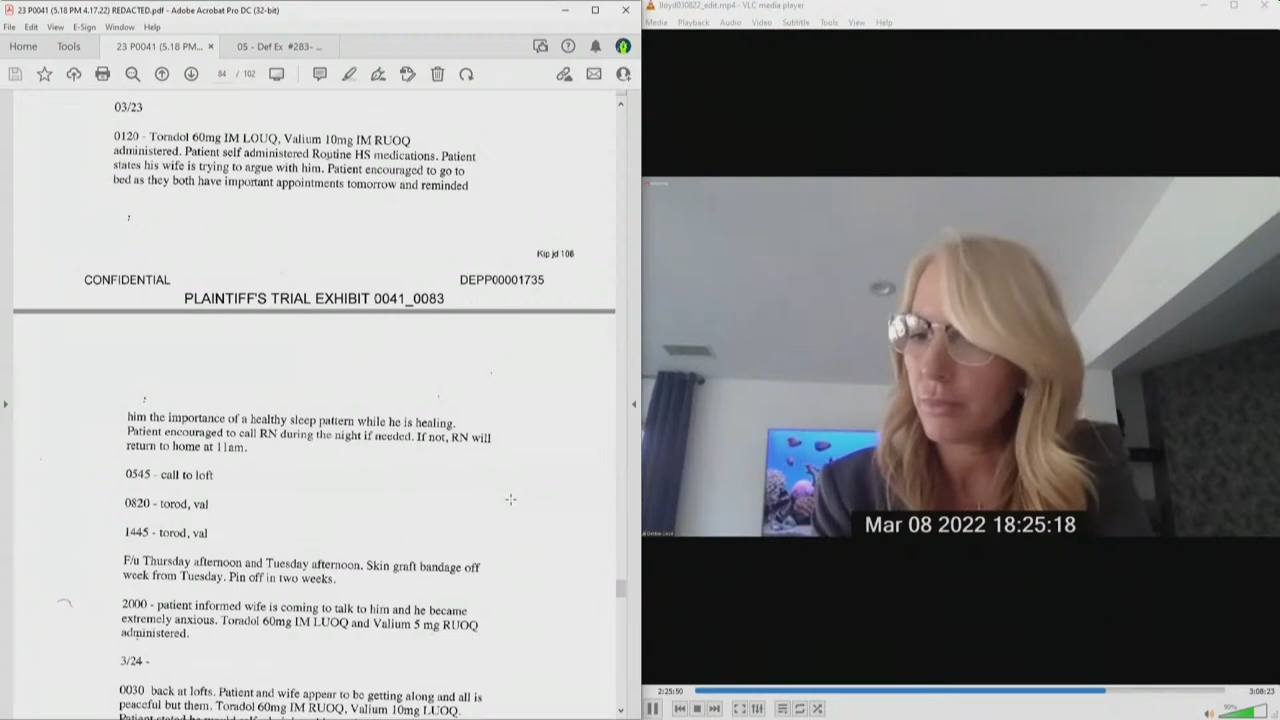 23 P0041 (5.18 PM 4.17.22) REDACTED.pdf - Adobe Acrobat Pro DC (32-bit)
File Edit View E-Sign Window Help
Home Tools 23 P0041 (5.18 PM... × 05 - Def Ex #283- ...
84 / 102
03/23
0120 - Toradol 60mg IM LOUQ, Valium 10mg IM RUOQ
administered. Patient self administered Routine HS medications. Patient
states his wife is trying to argue with him. Patient encouraged to go to
bed as they both have important appointments tomorrow and reminded
Kip jd 106
CONFIDENTIAL DEPP00001735
PLAINTIFF'S TRIAL EXHIBIT 0041_0083
him the importance of a healthy sleep pattern while he is healing.
Patient encouraged to call RN during the night if needed. If not, RN will
return to home at 11am.
0545 - call to loft
0820 - torod, val
1445 - torod, val
F/u Thursday afternoon and Tuesday afternoon. Skin graft bandage off
week from Tuesday. Pin off in two weeks.
2000 - patient informed wife is coming to talk to him and he became
extremely anxious. Toradol 60mg IM LUOQ and Valium 5 mg RUOQ
administered.
3/24 -
0030 back at lofts. Patient and wife appear to be getting along and all is
peaceful but them. Toradol 60mg IM RUOQ, Valium 10mg LUOQ.
lloyd030822_edit.mp4 - VLC media player
Media Playback Audio Video Subtitle Tools View Help
Mar 08 2022 18:25:18
2:25:50 3:08:23
90%